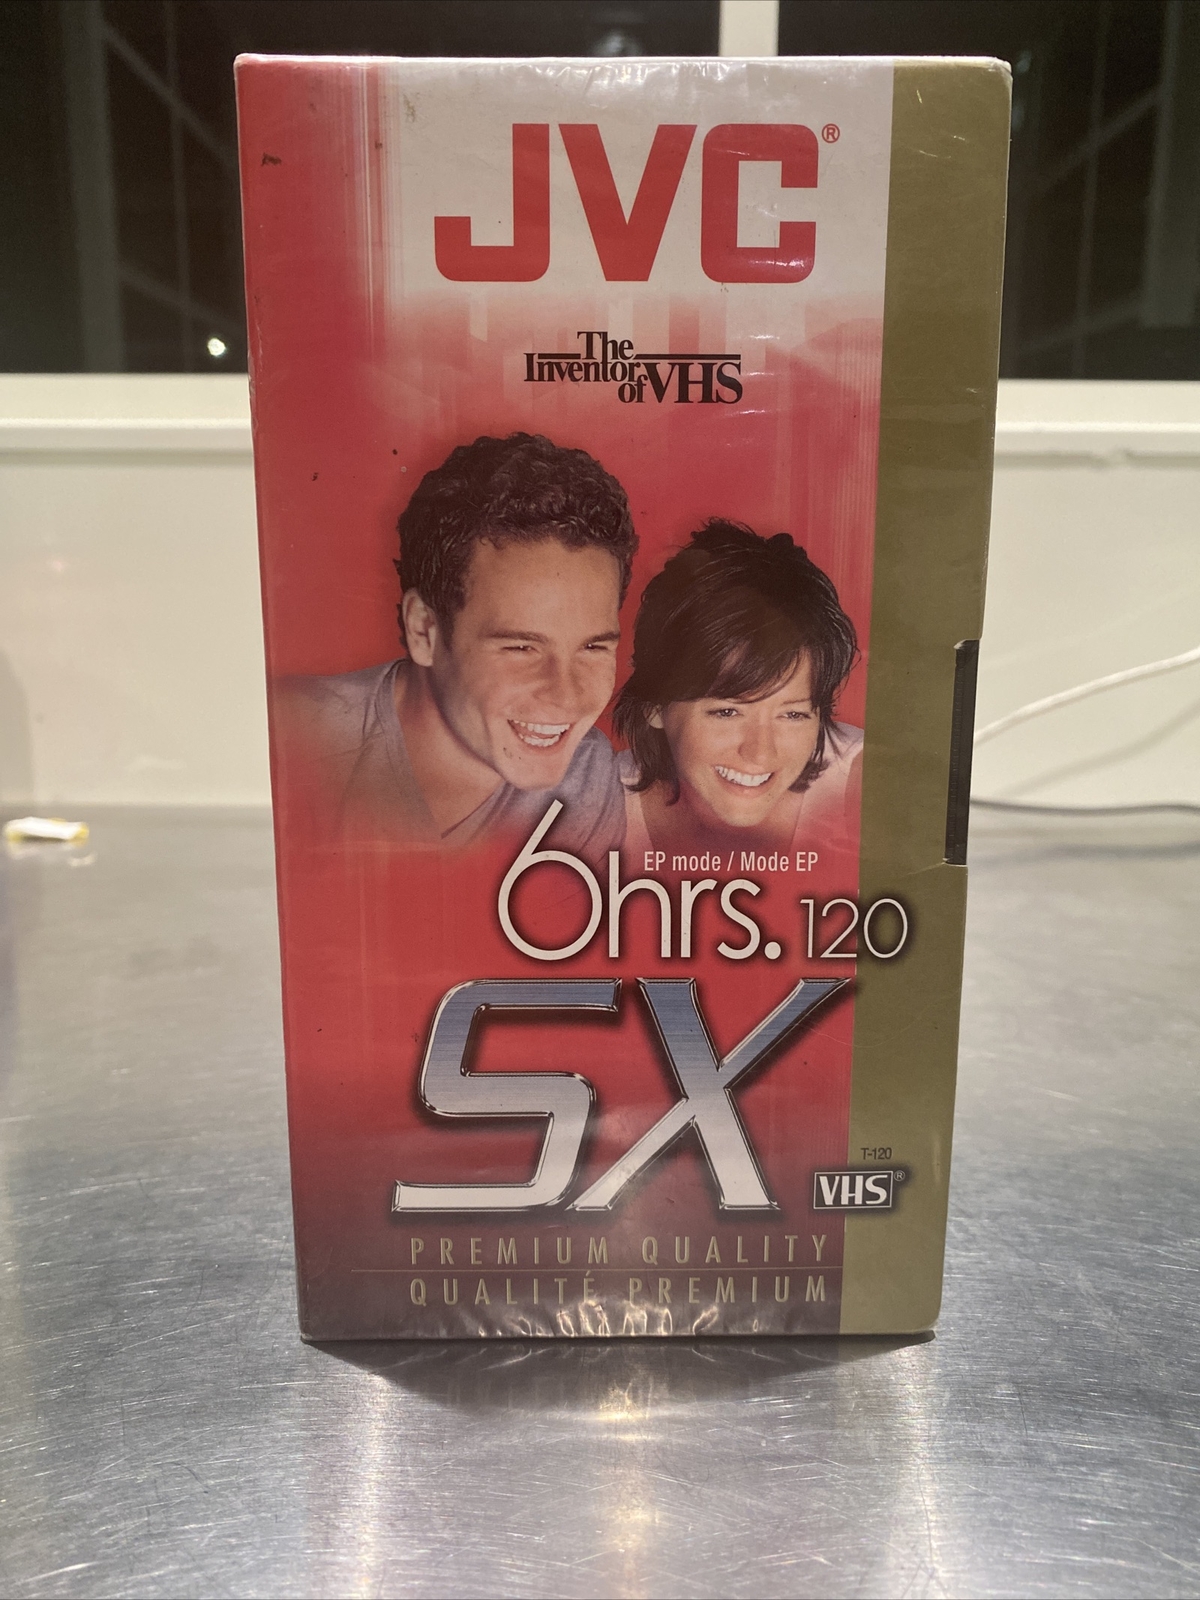 JVC®
The
Inventor
of VHS
EP mode / Mode EP
6hrs. 120
SX
T-120
VHS®
PREMIUM QUALITY
QUALITÉ PREMIUM